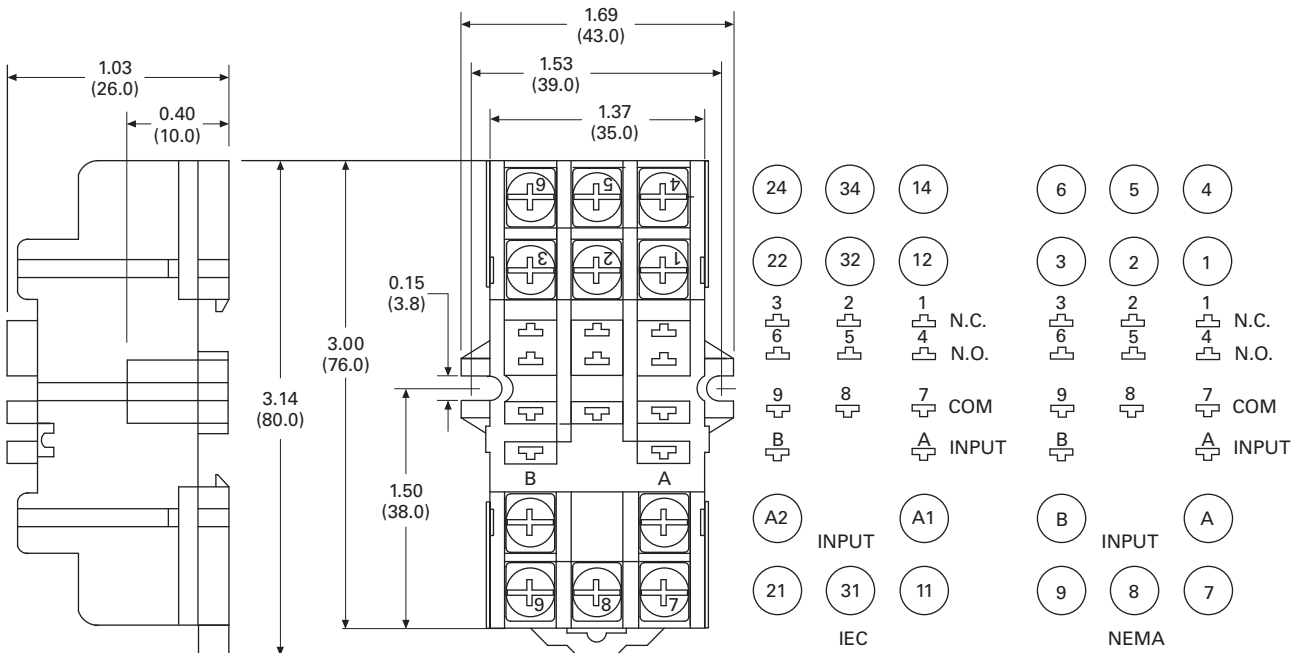 1.69
(43.0)
1.03
(26.0)
1.53
(39.0)
0.40
(10.0)
1.37
(35.0)
6 5 4
3 2 1
0.15
(3.8)
3.00
(76.0)
3.14
(80.0)
1.50
(38.0)
B A
9 8 7
24 34 14
22 32 12
3 2 1 N.C.
6 5 4 N.O.
9 8 7 COM
B A INPUT
A2 A1
INPUT
21 31 11
IEC
6 5 4
3 2 1
3 2 1 N.C.
6 5 4 N.O.
9 8 7 COM
B A INPUT
B A
INPUT
9 8 7
NEMA